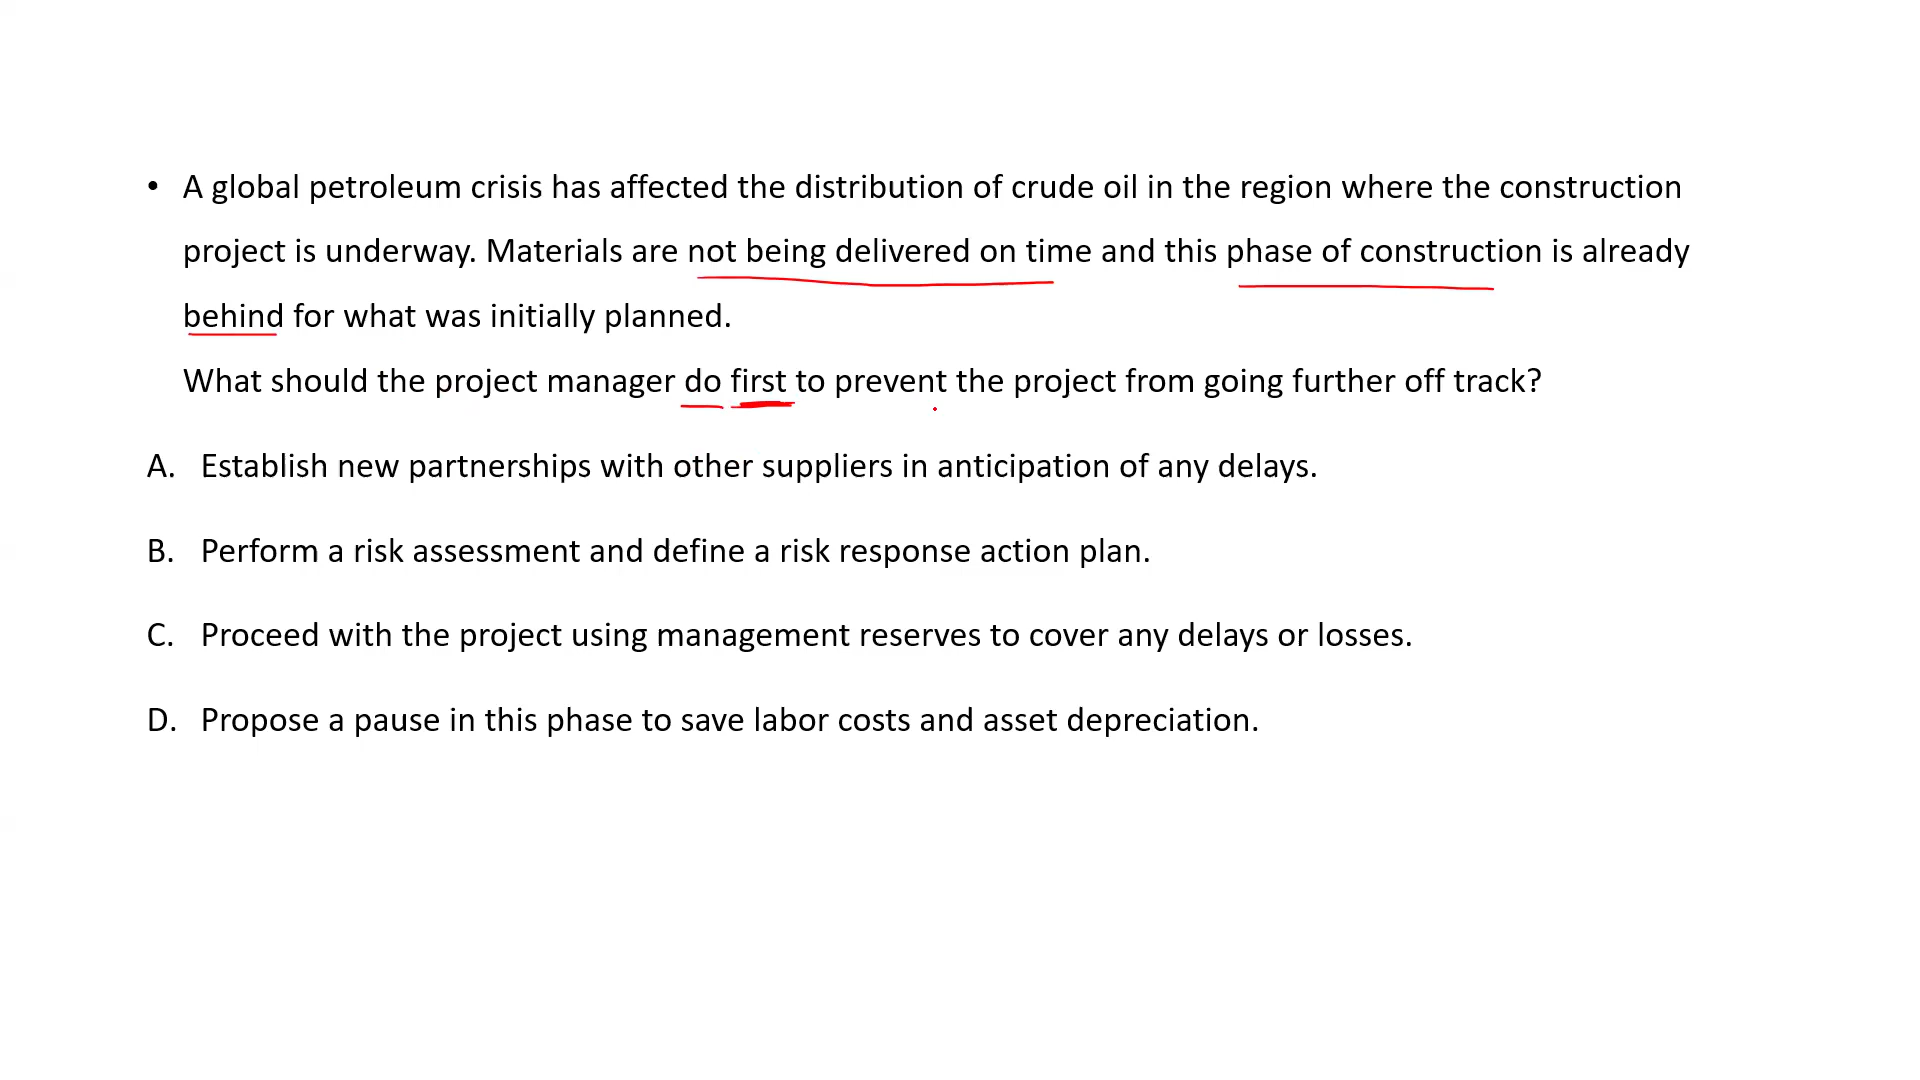 • A global petroleum crisis has affected the distribution of crude oil in the region where the construction
project is underway. Materials are not being delivered on time and this phase of construction is already
behind for what was initially planned.
What should the project manager do first to prevent the project from going further off track?
A. Establish new partnerships with other suppliers in anticipation of any delays.
B. Perform a risk assessment and define a risk response action plan.
C. Proceed with the project using management reserves to cover any delays or losses.
D. Propose a pause in this phase to save labor costs and asset depreciation.